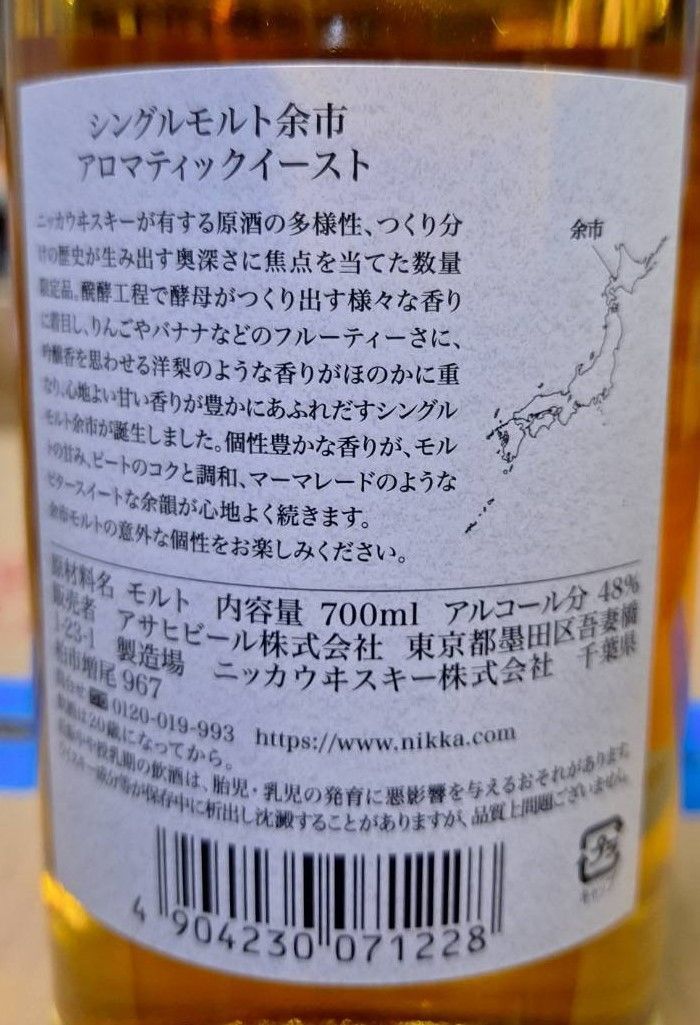 シングルモルト余市
アロマティックイースト
余市
ニッカウヰスキーが有する原酒の多様性、つくり分
けの歴史が生み出す奥深さに焦点を当てた数量
限定品。醗酵工程で酵母がつくり出す様々な香り
に着目し、りんごやバナナなどのフルーティーさに、
吟醸香を思わせる洋梨のような香りがほのかに重
なり、心地よい甘い香りが豊かにあふれだすシングル
モルト余市が誕生しました。個性豊かな香りが、モル
トの甘み、ピートのコクと調和、マーマレードのような
ビタースイートな余韻が心地よく続きます。
余市モルトの意外な個性をお楽しみください。
原材料名 モルト 内容量 700ml アルコール分 48%
販売者 アサヒビール株式会社 東京都墨田区吾妻橋
1-23-1 製造場 ニッカウヰスキー株式会社 千葉県
柏市増尾967
問合せ 0120-019-993 https://www.nikka.com
飲酒は20歳になってから。
妊娠中や授乳期の飲酒は、胎児・乳児の発育に悪影響を与えるおそれがあります。
ウイスキー成分等が保存中に析出し沈澱することがありますが、品質上問題ございません。
プラ
キャップ
4 904230 071228